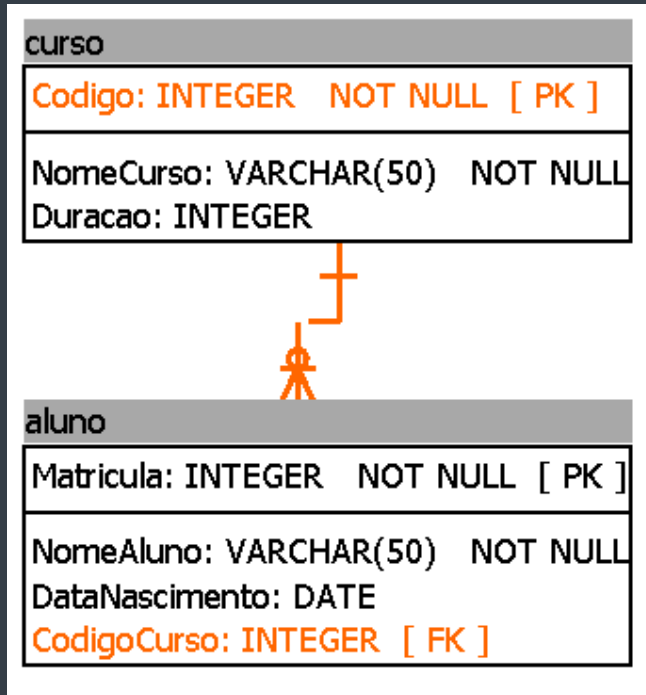 curso
Codigo: INTEGER NOT NULL [ PK ]
NomeCurso: VARCHAR(50) NOT NULL
Duracao: INTEGER
aluno
Matricula: INTEGER NOT NULL [ PK ]
NomeAluno: VARCHAR(50) NOT NULL
DataNascimento: DATE
CodigoCurso: INTEGER [ FK ]